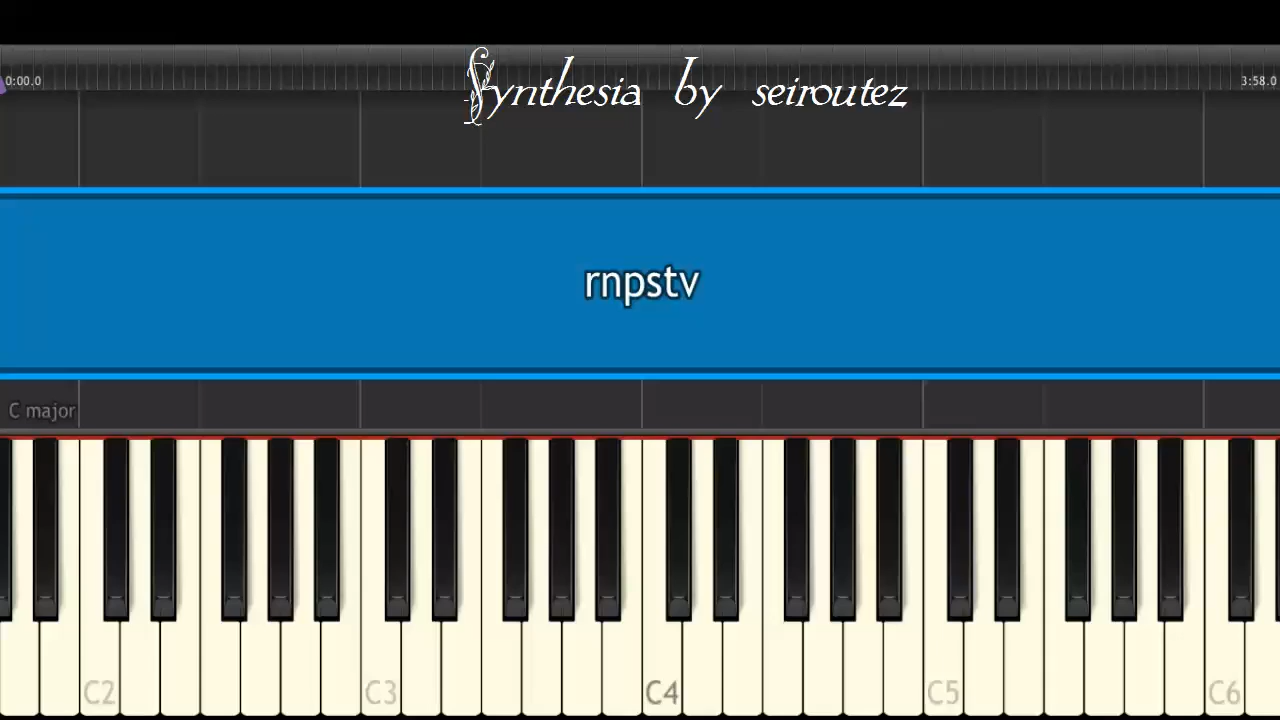 Synthesia by seiroutez
0:00.0
3:58.0
rnpstv
C major
C2 C3 C4 C5 C6